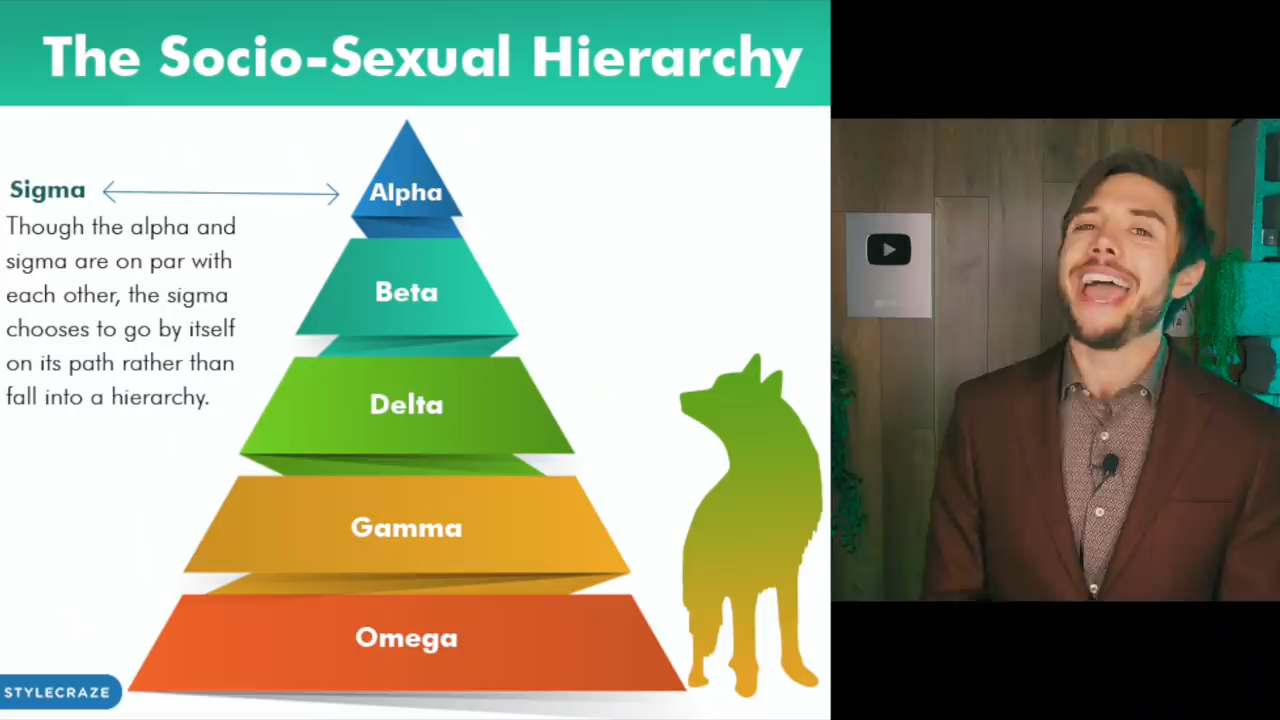 The Socio-Sexual Hierarchy
Sigma
Though the alpha and
sigma are on par with
each other, the sigma
chooses to go by itself
on its path rather than
fall into a hierarchy.
Alpha
Beta
Delta
Gamma
Omega
STYLECRAZE